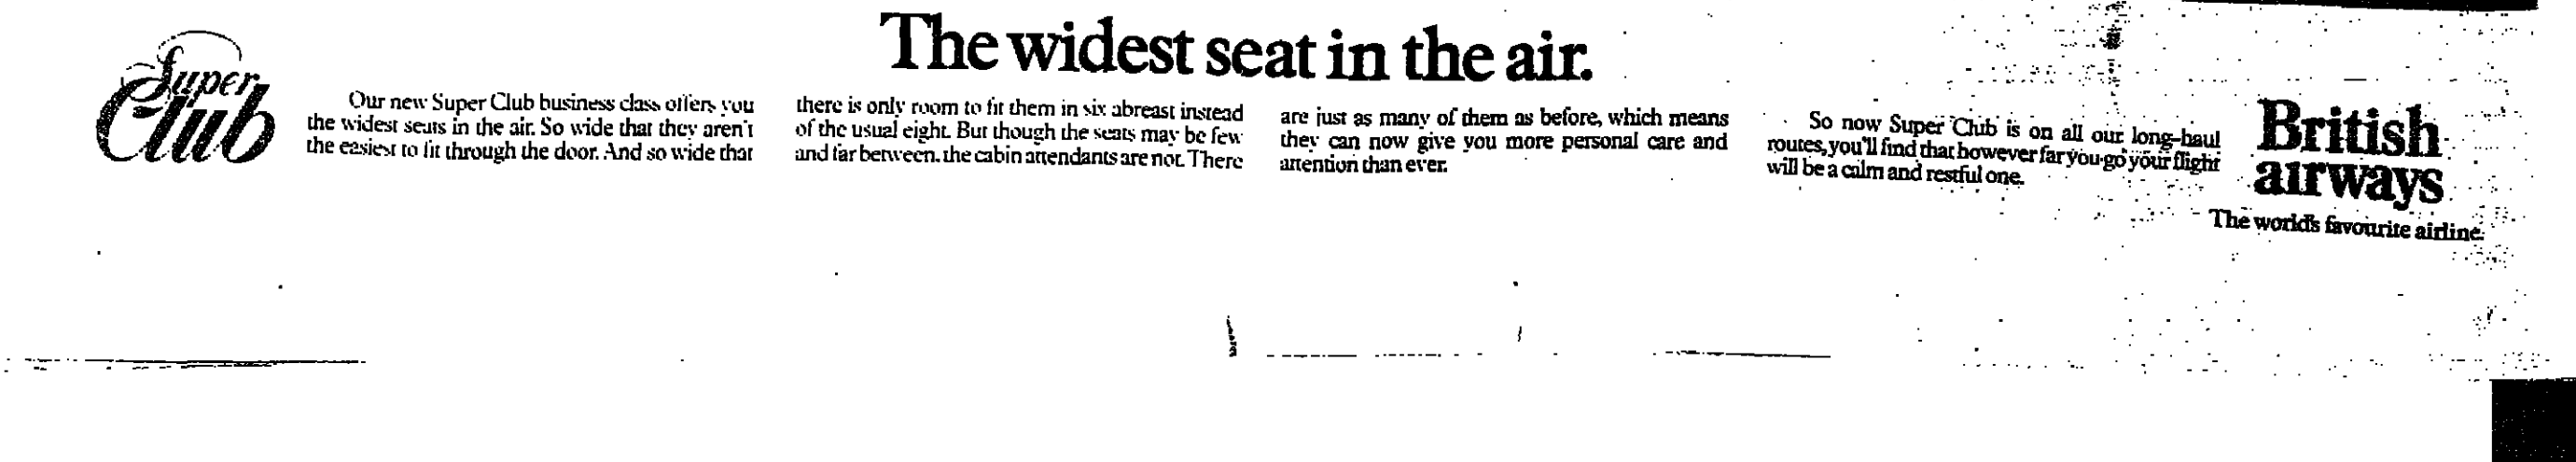 The widest seat in the air.
Super
Club
Our new Super Club business class offers you
the widest seats in the air. So wide that they aren't
the easiest to fit through the door. And so wide that
there is only room to fit them in six abreast instead
of the usual eight. But though the seats may be few
and far between, the cabin attendants are not. There
are just as many of them as before, which means
they can now give you more personal care and
attention than ever.
So now Super Club is on all our long-haul
routes, you'll find that however far you go your flight
will be a calm and restful one.
British
airways
The world's favourite airline.